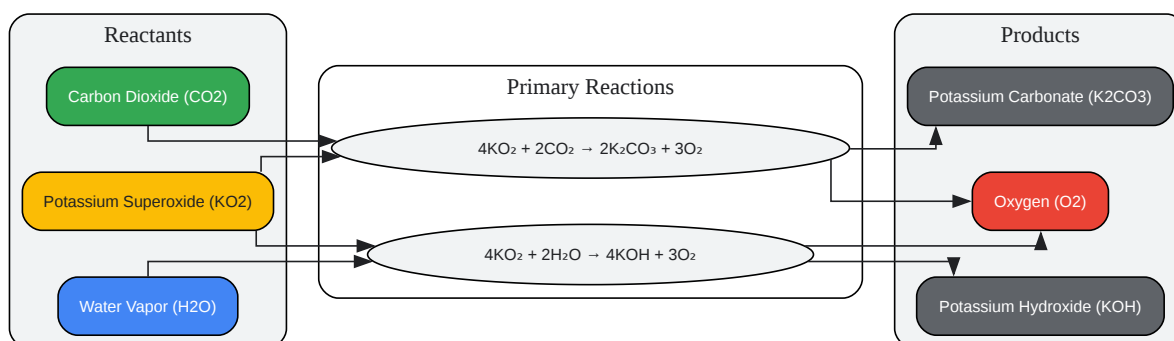 Reactants
Carbon Dioxide (CO2)
Potassium Superoxide (KO2)
Water Vapor (H2O)
Primary Reactions
4KO₂ + 2CO₂ → 2K₂CO₃ + 3O₂
4KO₂ + 2H₂O → 4KOH + 3O₂
Products
Potassium Carbonate (K2CO3)
Oxygen (O2)
Potassium Hydroxide (KOH)